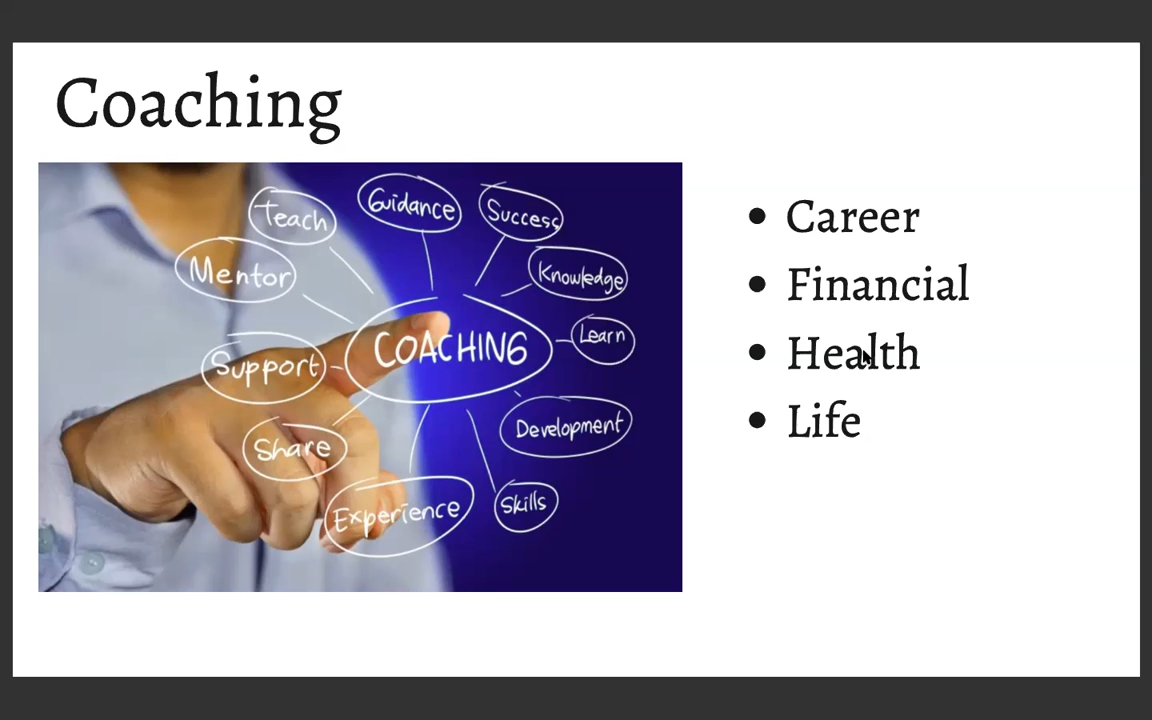 Coaching
Teach
Guidance
Success
Mentor
Knowledge
COACHING
Learn
Support
Development
Share
Experience
Skills
• Career
• Financial
• Health
• Life